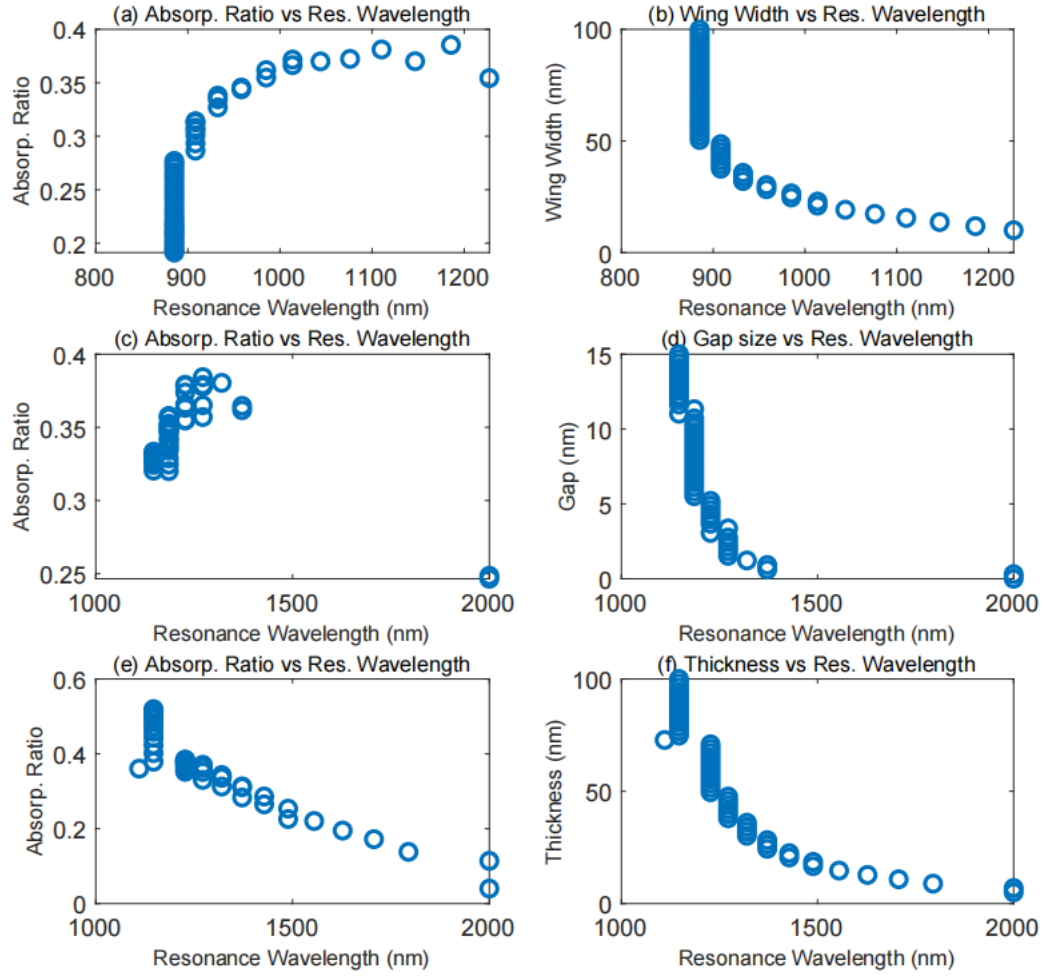 (a) Absorp. Ratio vs Res. Wavelength
0.4
0.35
0.3
0.25
0.2
Absorp. Ratio
800 900 1000 1100 1200
Resonance Wavelength (nm)
(b) Wing Width vs Res. Wavelength
100
50
0
Wing Width (nm)
800 900 1000 1100 1200
Resonance Wavelength (nm)
(c) Absorp. Ratio vs Res. Wavelength
0.4
0.35
0.3
0.25
Absorp. Ratio
1000 1500 2000
Resonance Wavelength (nm)
(d) Gap size vs Res. Wavelength
15
10
5
0
Gap (nm)
1000 1500 2000
Resonance Wavelength (nm)
(e) Absorp. Ratio vs Res. Wavelength
0.6
0.4
0.2
0
Absorp. Ratio
1000 1500 2000
Resonance Wavelength (nm)
(f) Thickness vs Res. Wavelength
100
50
0
Thickness (nm)
1000 1500 2000
Resonance Wavelength (nm)